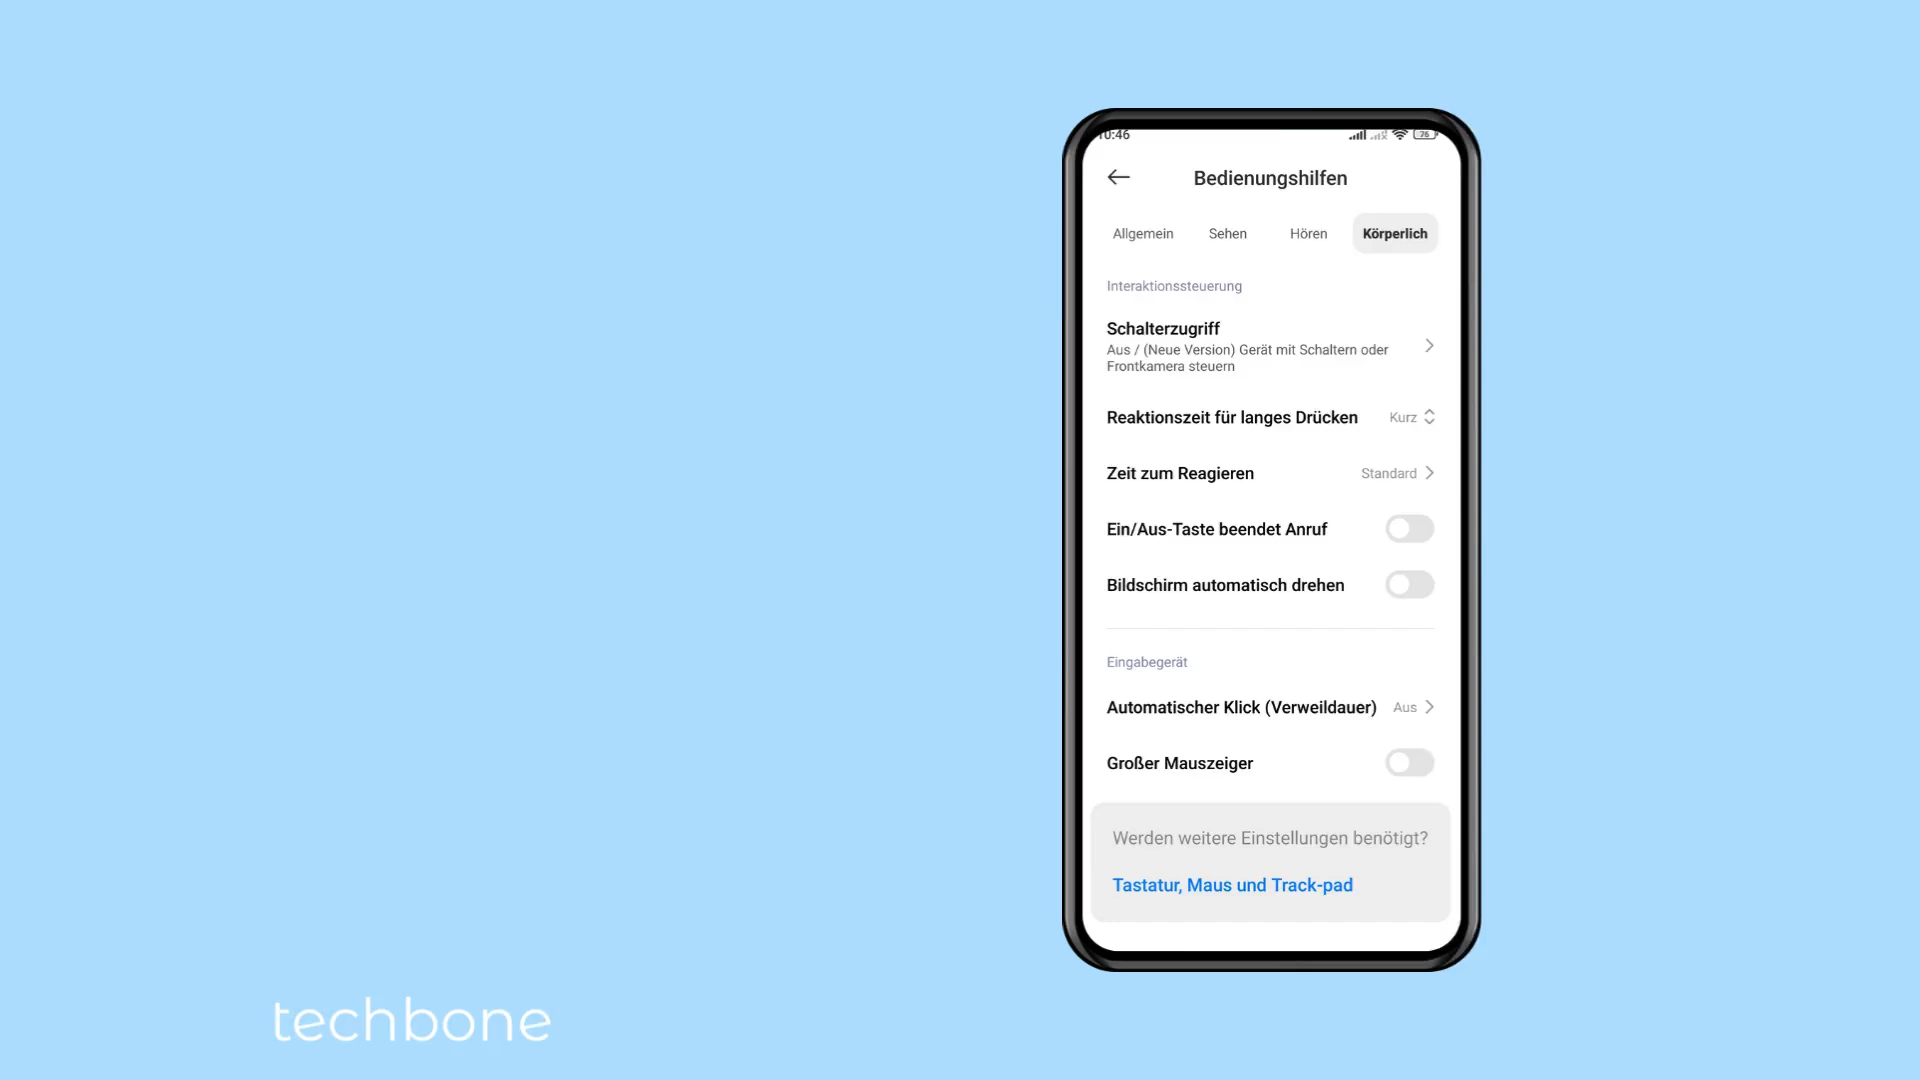 10:46
76
Bedienungshilfen
Allgemein
Sehen
Hören
Körperlich
Interaktionssteuerung
Schalterzugriff
Aus / (Neue Version) Gerät mit Schaltern oder
Frontkamera steuern
Reaktionszeit für langes Drücken
Kurz
Zeit zum Reagieren
Standard
Ein/Aus-Taste beendet Anruf
Bildschirm automatisch drehen
Eingabegerät
Automatischer Klick (Verweildauer)
Aus
Großer Mauszeiger
Werden weitere Einstellungen benötigt?
Tastatur, Maus und Track-pad
techbone